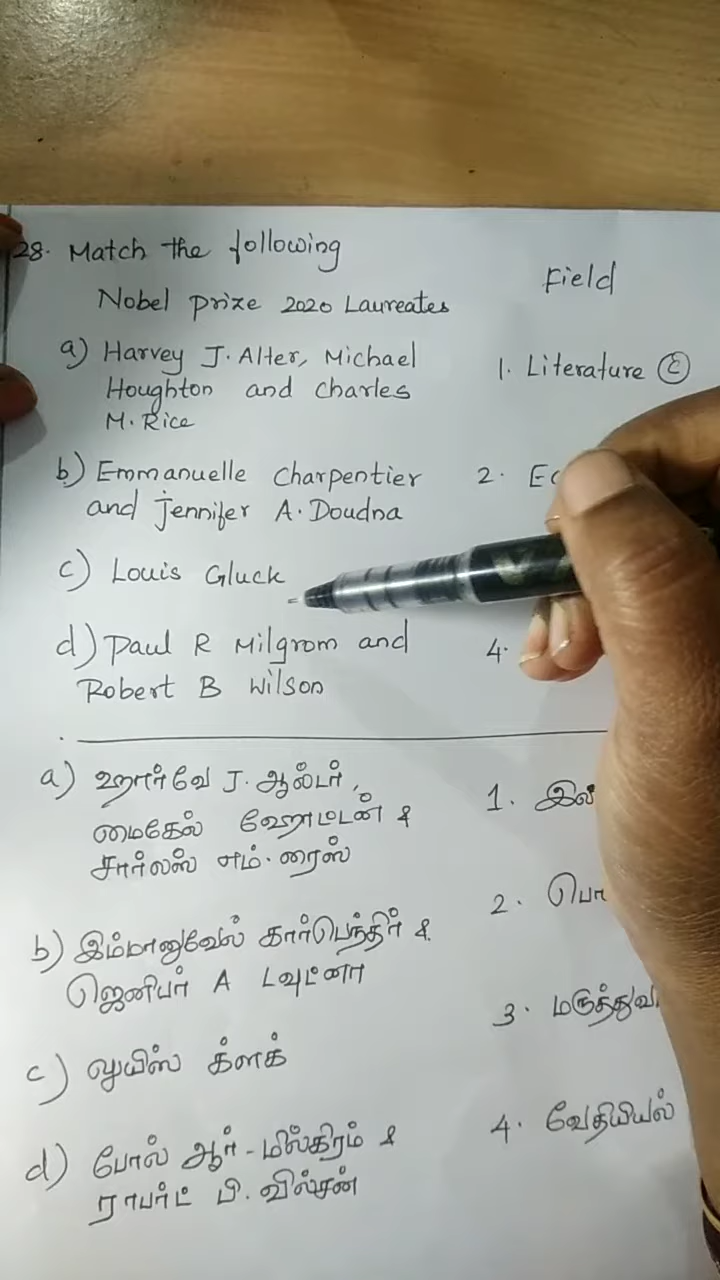 28. Match the following
Nobel prize 2020 Laureates
Field
a) Harvey J. Alter, Michael
Houghton and Charles
M. Rice
1. Literature (c)
b) Emmanuelle Charpentier
and Jennifer A. Doudna
2.
c) Louis Gluck
d) Paul R Milgrom and
Robert B Wilson
4.
a) ஹார்வே J. ஆல்டர்,
மைகேல் ஹோட்டன் &
சார்லஸ் எம். ரைஸ்
1.
b) இம்மானுவேல் கார்பெந்திர் &
ஜெனிபர் A டவுட்னா
2.
c) லுயிஸ் க்ளக்
3.
d) போல் ஆர் - மில்கிரம் &
ராபர்ட் பி. வில்சன்
4. வேதியியல்